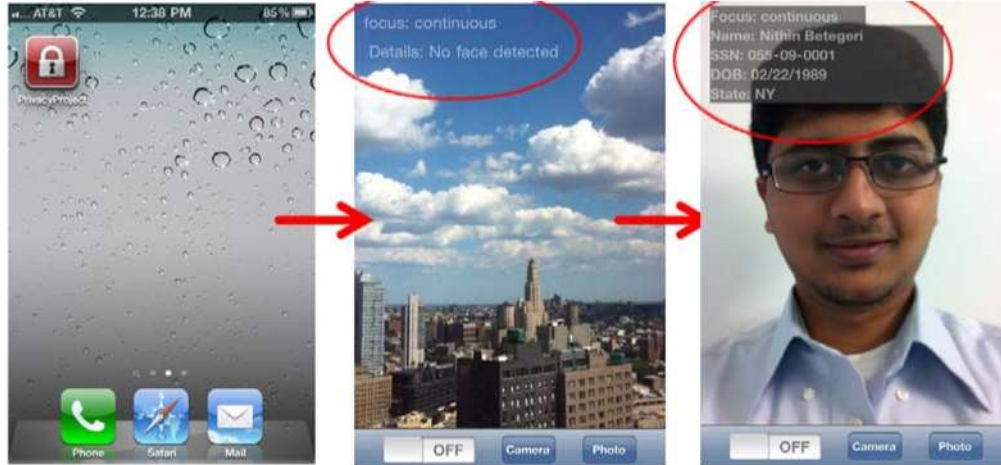 AT&T 12:38 PM 85%
PrivacyProject
Phone Safari Mail
focus: continuous
Details: No face detected
OFF Camera Photo
Focus: continuous
Name: Nithin Betegeri
SSN: 055-09-0001
DOB: 02/22/1989
State: NY
OFF Camera Photo